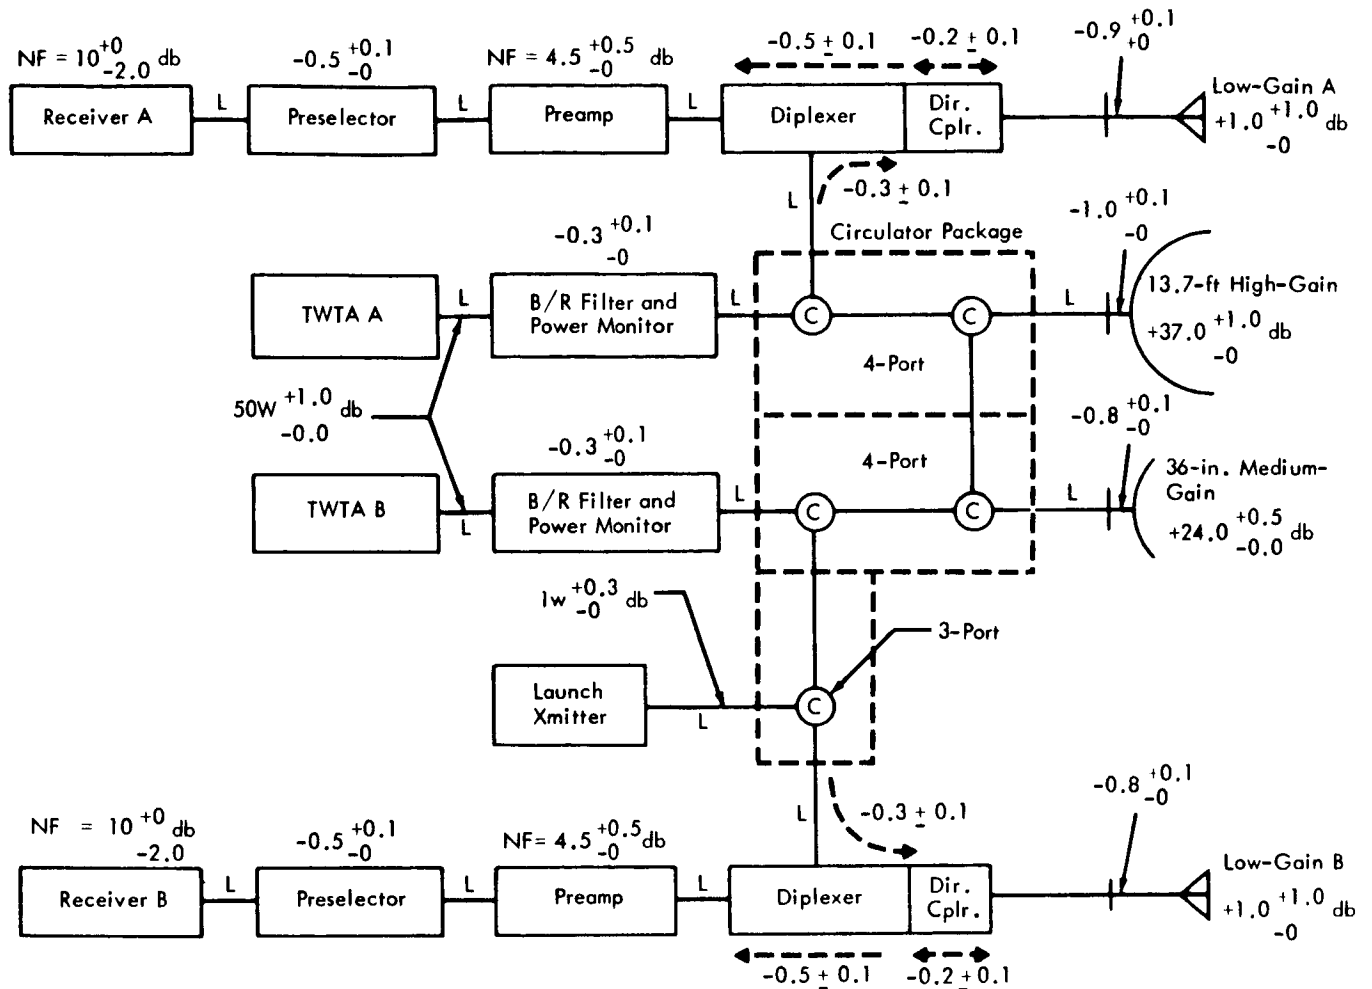 NF = 10 +0 -2.0 db
-0.5 +0.1 -0
NF = 4.5 +0.5 -0 db
-0.5 ± 0.1
-0.2 ± 0.1
-0.9 +0.1 +0
Receiver A
L
Preselector
L
Preamp
L
Diplexer
Dir. Cplr.
Low-Gain A
+1.0 +1.0 -0 db
-0.3 ± 0.1
L
Circulator Package
-1.0 +0.1 -0
-0.3 +0.1 -0
TWTA A
L
B/R Filter and
Power Monitor
L
C
C
L
13.7-ft High-Gain
+37.0 +1.0 -0 db
4-Port
50W +1.0 -0.0 db
-0.3 +0.1 -0
4-Port
-0.8 +0.1 -0
TWTA B
L
B/R Filter and
Power Monitor
L
C
C
L
36-in. Medium-
Gain
+24.0 +0.5 -0.0 db
1w +0.3 -0 db
3-Port
Launch
Xmitter
L
C
-0.8 +0.1 -0
L
-0.3 ± 0.1
NF = 10 +0 -2.0 db
-0.5 +0.1 -0
NF= 4.5 +0.5 -0 db
Receiver B
L
Preselector
L
Preamp
L
Diplexer
Dir. Cplr.
Low-Gain B
+1.0 +1.0 -0 db
-0.5 ± 0.1
-0.2 ± 0.1